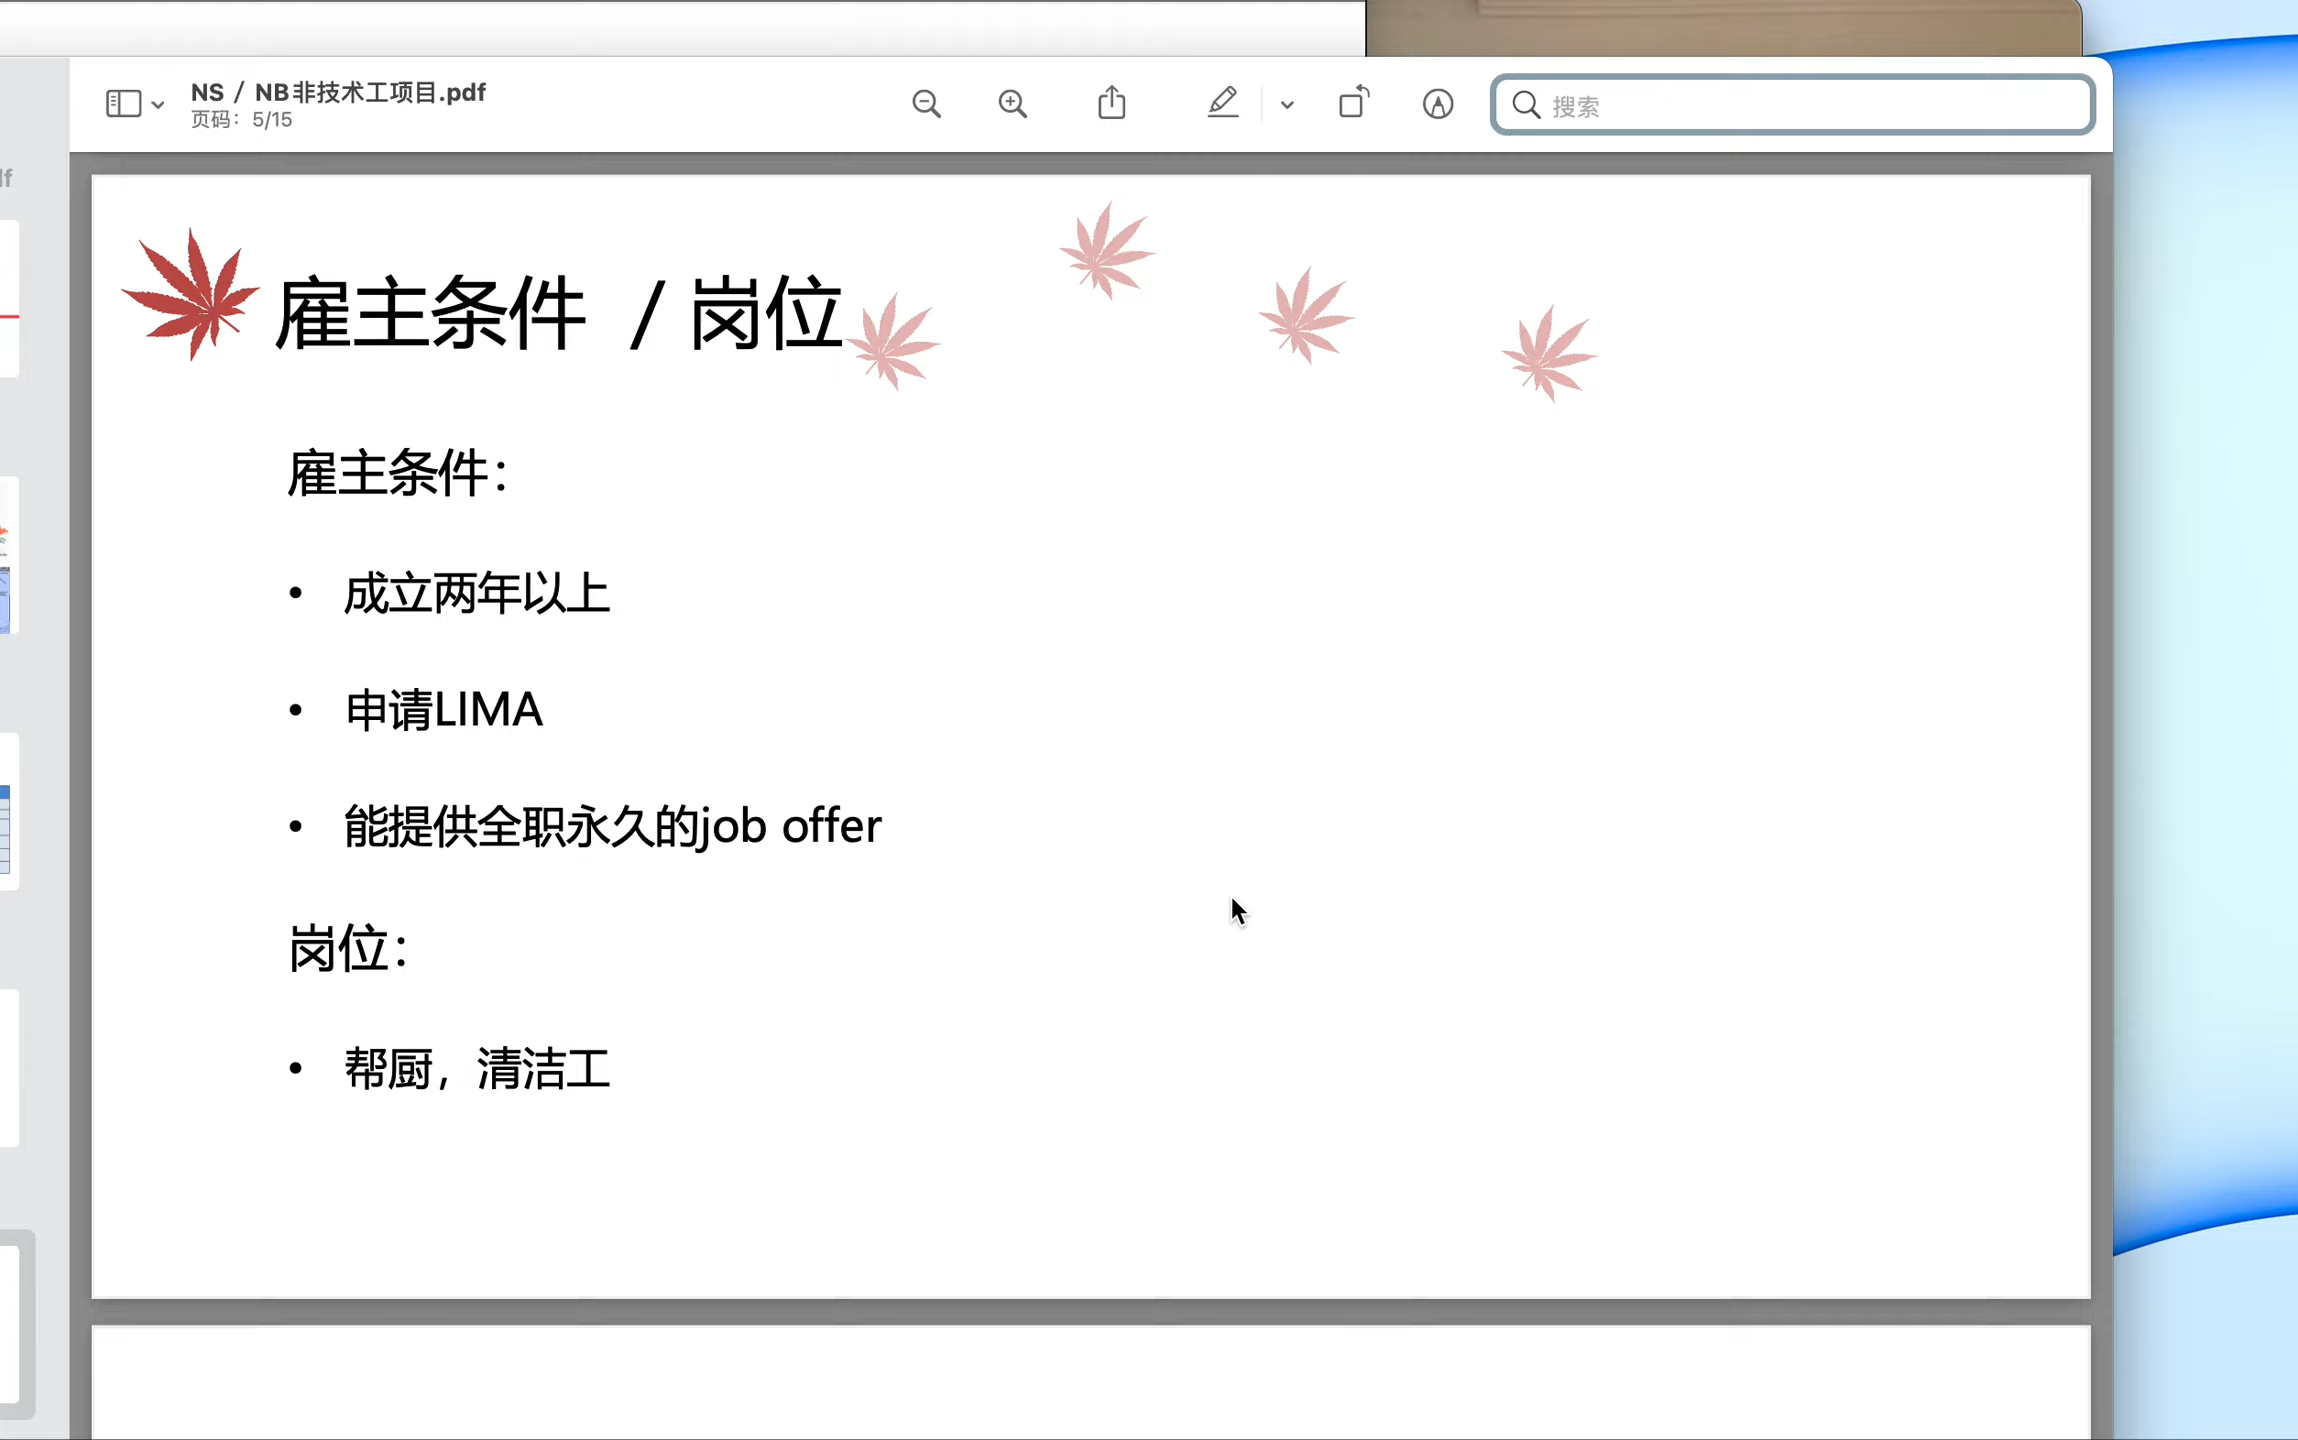 NS / NB非技术工项目.pdf
页码：5/15
搜索
雇主条件 / 岗位
雇主条件：
• 成立两年以上
• 申请LIMA
• 能提供全职永久的job offer
岗位：
• 帮厨，清洁工